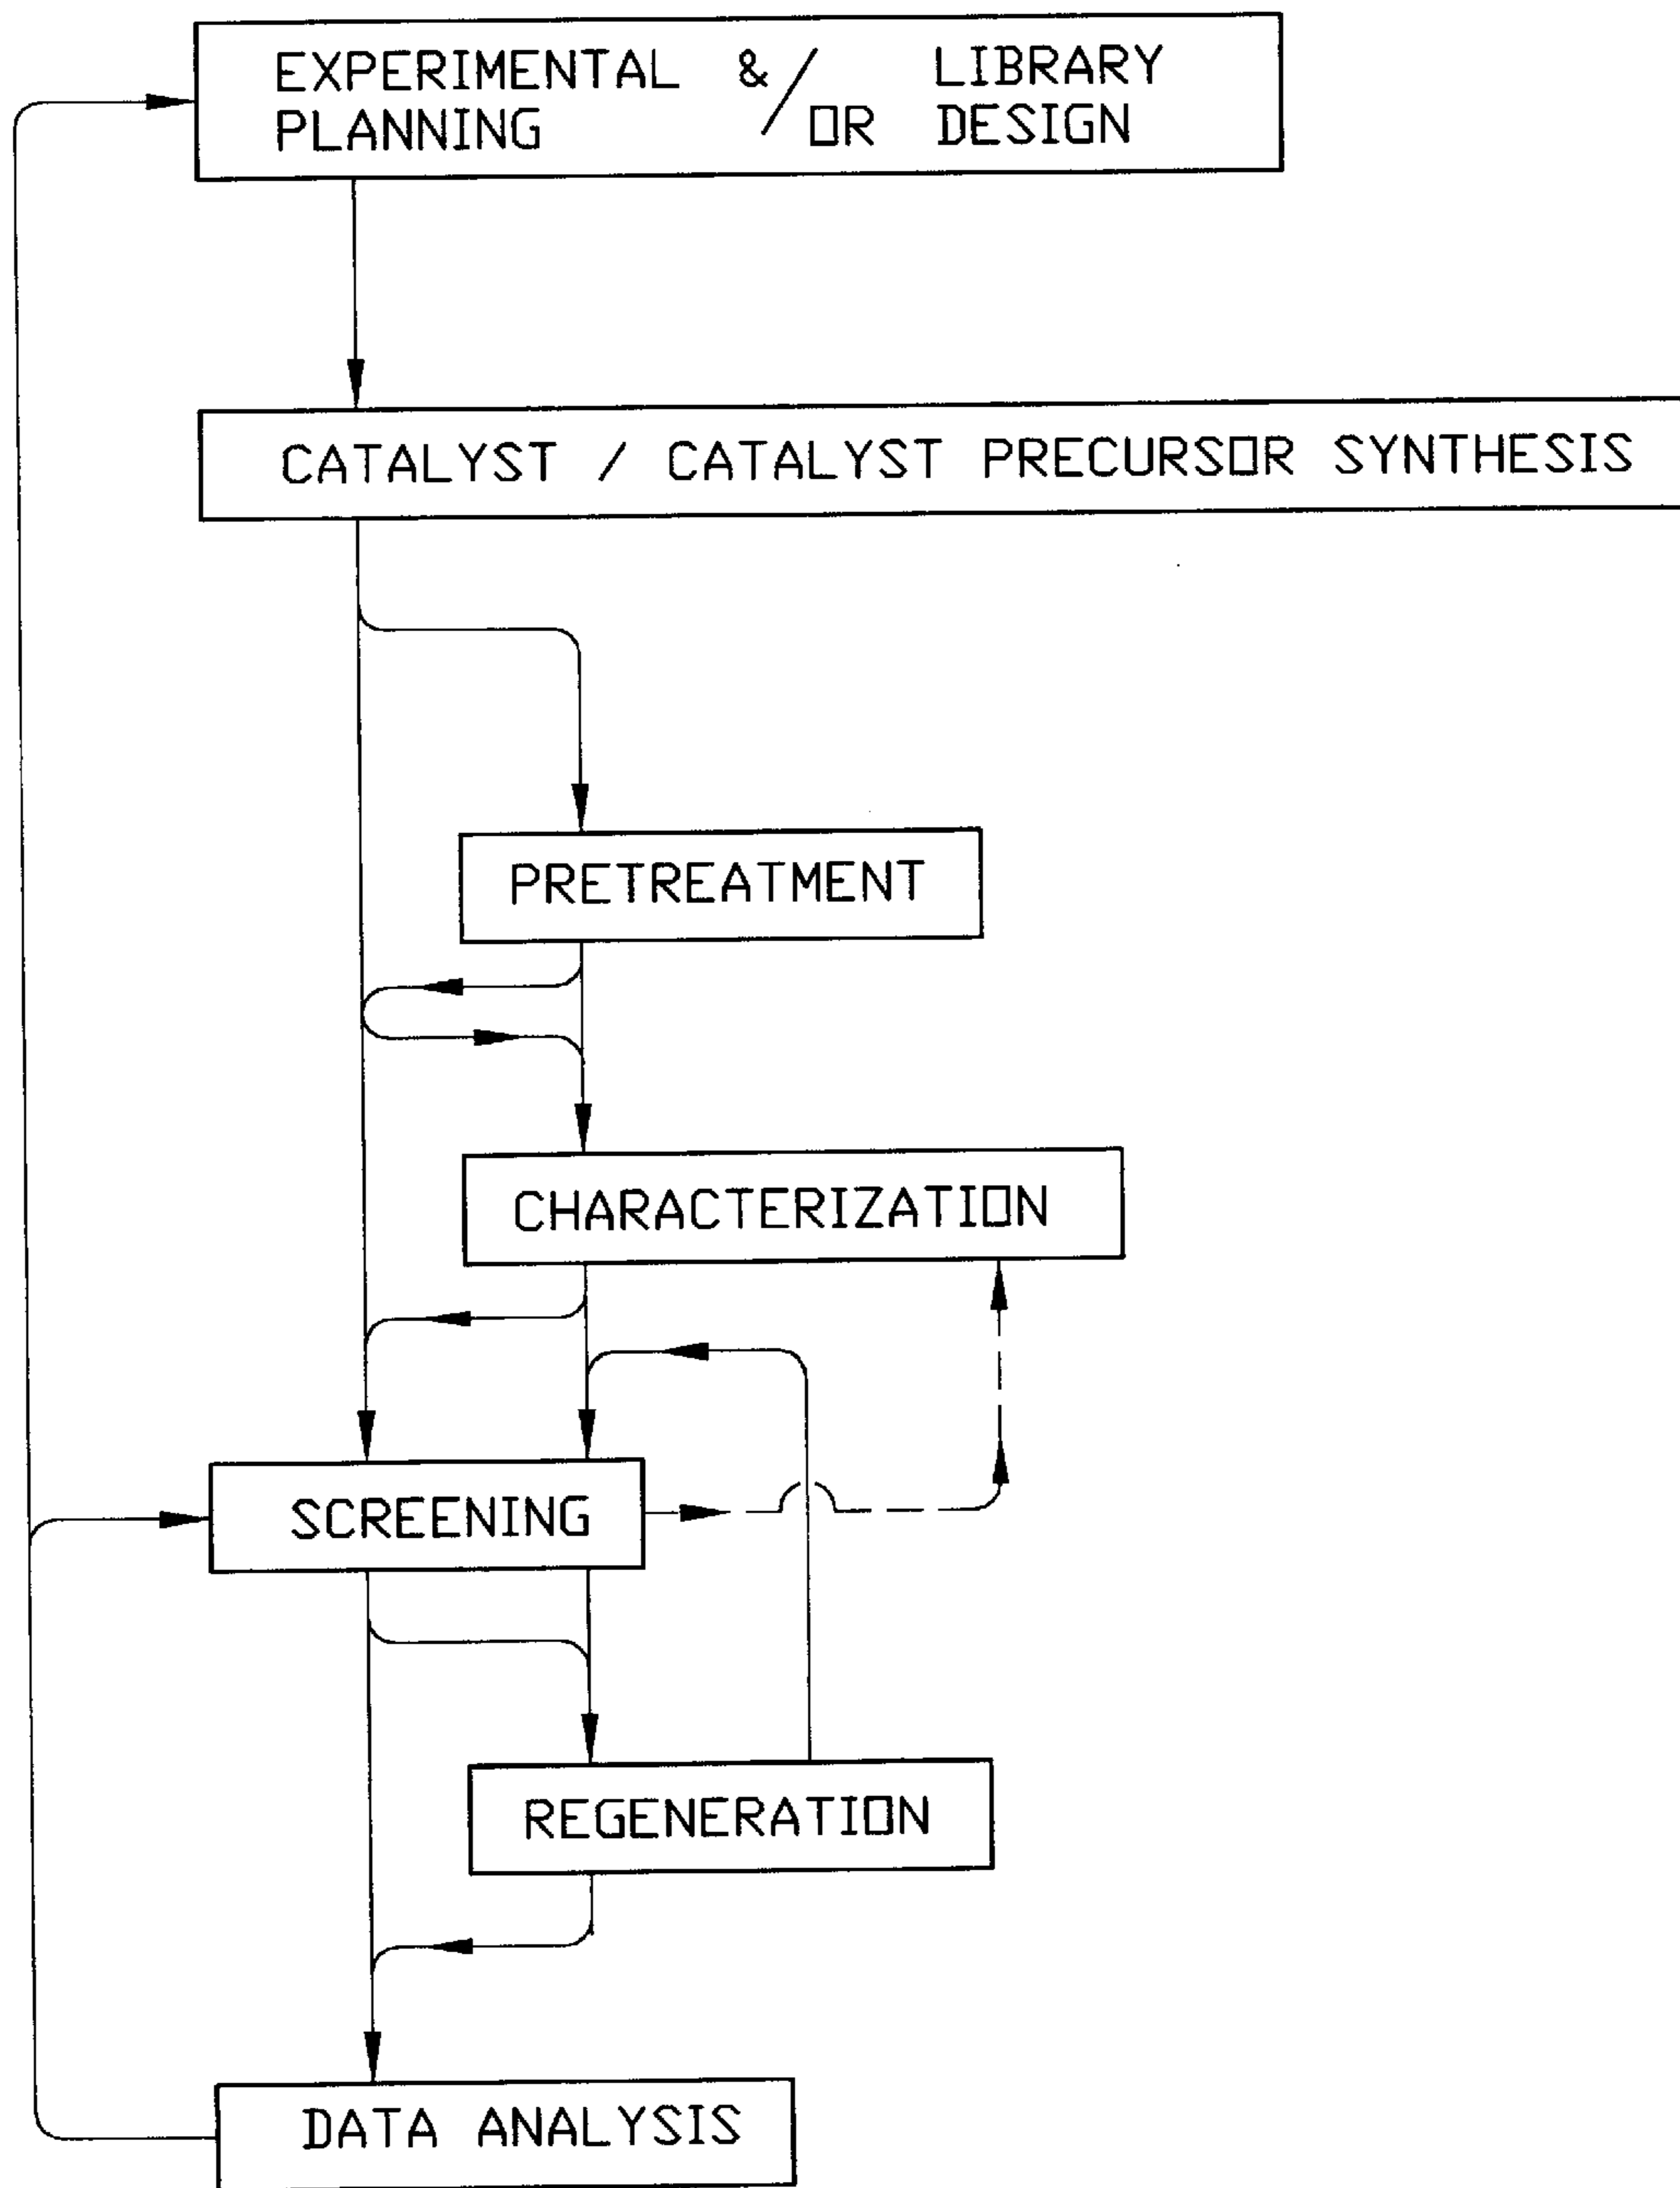 EXPERIMENTAL &/ LIBRARY
PLANNING /OR DESIGN
CATALYST / CATALYST PRECURSOR SYNTHESIS
PRETREATMENT
CHARACTERIZATION
SCREENING
REGENERATION
DATA ANALYSIS